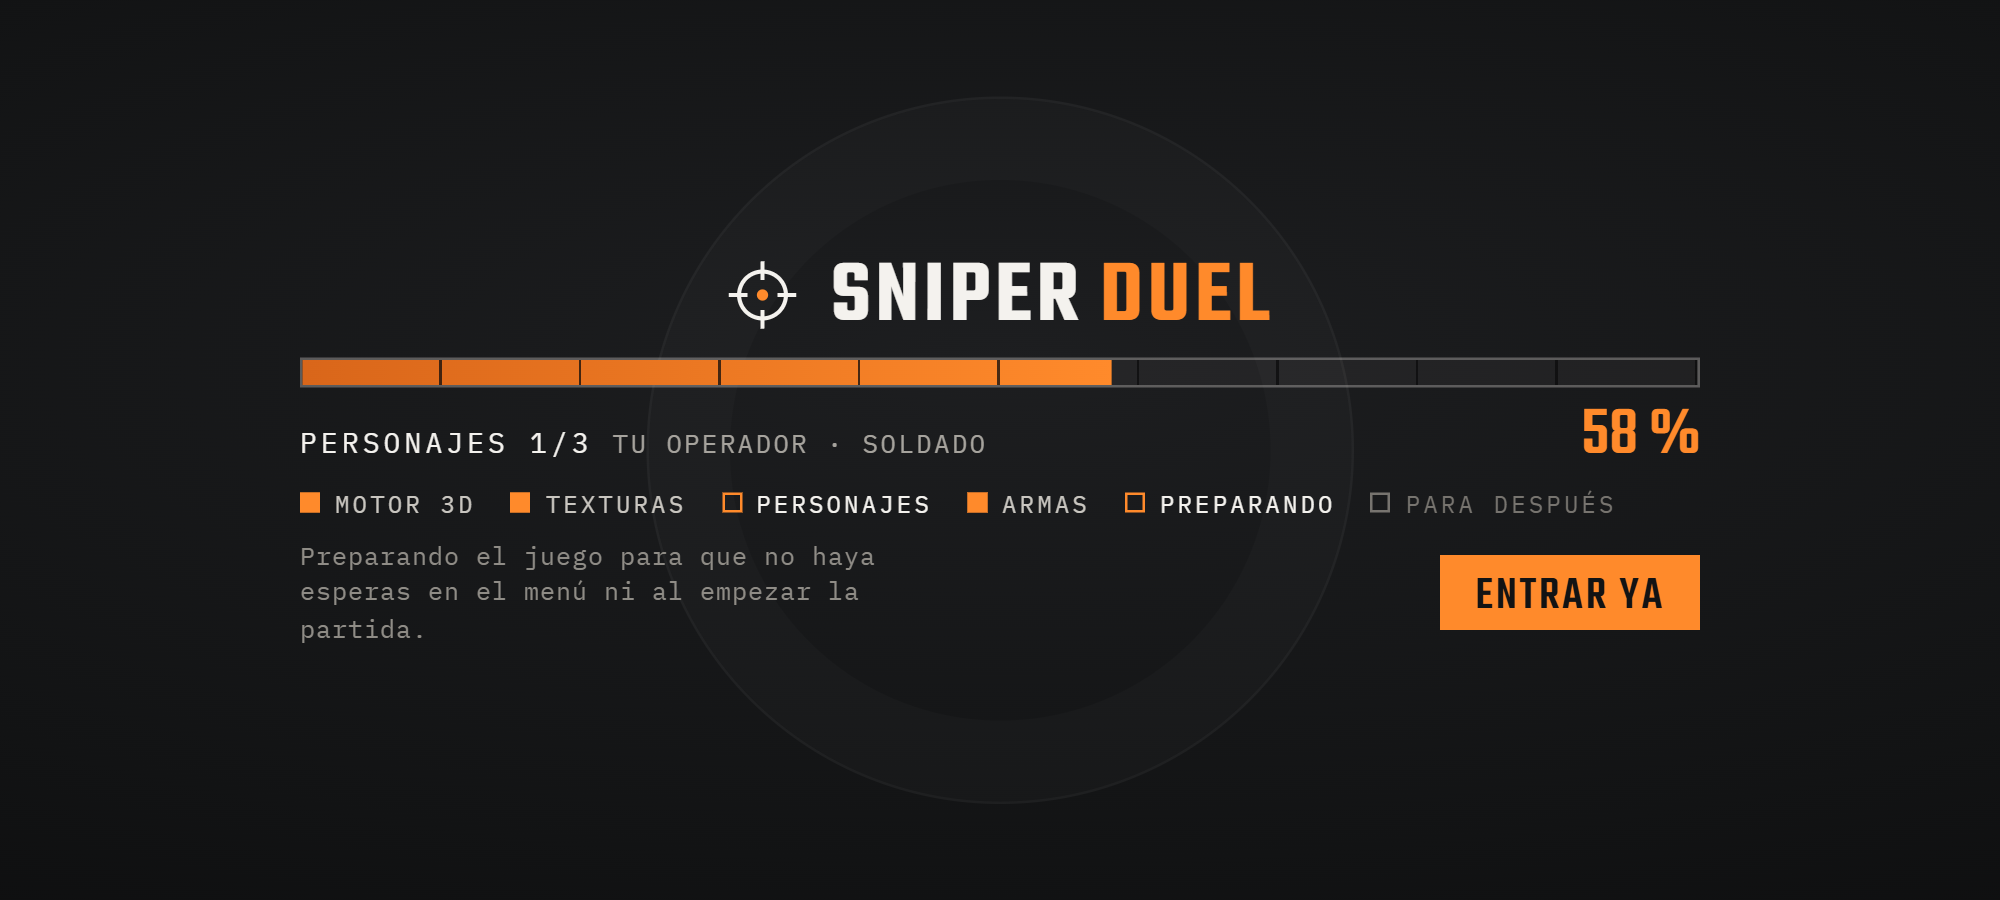 SNIPER DUEL
58 %
PERSONAJES 1/3 TU OPERADOR · SOLDADO
MOTOR 3D TEXTURAS PERSONAJES ARMAS PREPARANDO PARA DESPUÉS
Preparando el juego para que no haya
esperas en el menú ni al empezar la
partida.
ENTRAR YA